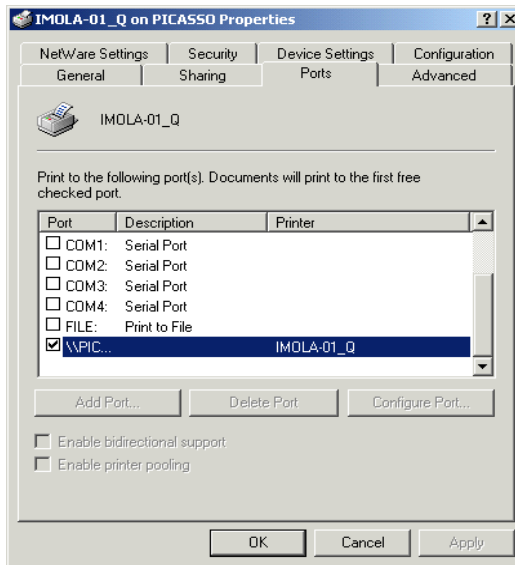 IMOLA-01_Q on PICASSO Properties
NetWare Settings Security Device Settings Configuration
General Sharing Ports Advanced
IMOLA-01_Q
Print to the following port(s). Documents will print to the first free
checked port.
Port Description Printer
COM1: Serial Port
COM2: Serial Port
COM3: Serial Port
COM4: Serial Port
FILE: Print to File
\\PIC... IMOLA-01_Q
Add Port... Delete Port Configure Port...
Enable bidirectional support
Enable printer pooling
OK Cancel Apply